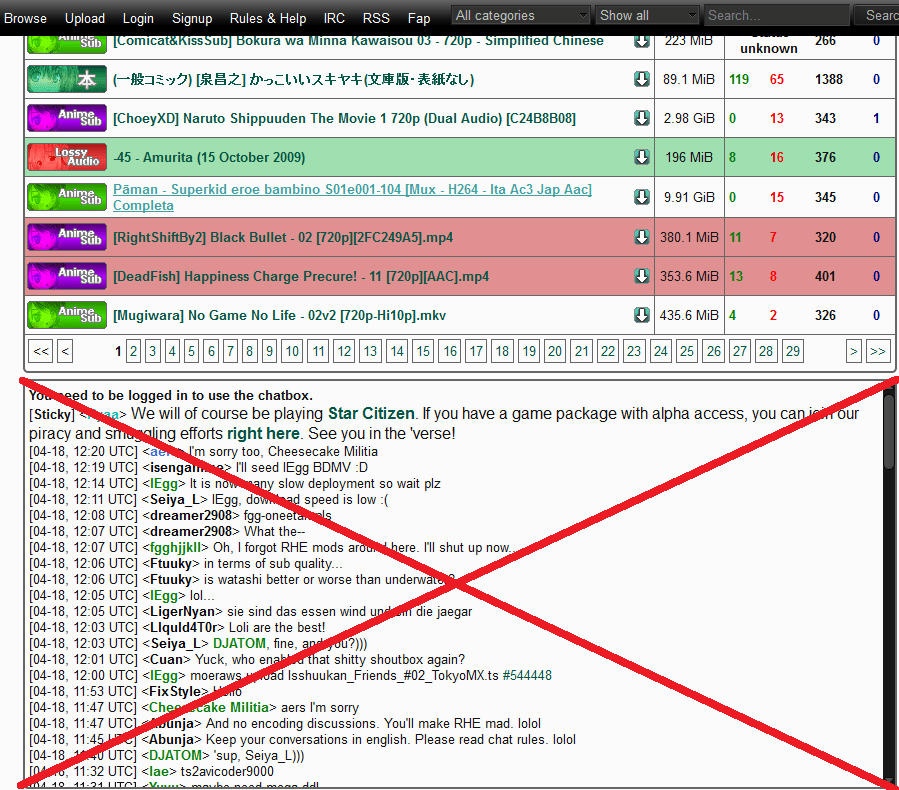 Browse Upload Login Signup Rules & Help IRC RSS Fap All categories Show all Search... Searc
Anime Sub [Comicat&KissSub] Bokura wa Minna Kawaisou 03 - 720p - Simplified Chinese 223 MiB Status unknown 266 0
本 (一般コミック) [泉昌之] かっこいいスキヤキ(文庫版・表紙なし) 89.1 MiB 119 65 1388 0
Anime Sub [ChoeyXD] Naruto Shippuuden The Movie 1 720p (Dual Audio) [C24B8B08] 2.98 GiB 0 13 343 1
Lossy Audio -45 - Amurita (15 October 2009) 196 MiB 8 16 376 0
Anime Sub Pāman - Superkid eroe bambino S01e001-104 [Mux - H264 - Ita Ac3 Jap Aac] Completa 9.91 GiB 0 15 345 0
Anime Sub [RightShiftBy2] Black Bullet - 02 [720p][2FC249A5].mp4 380.1 MiB 11 7 320 0
Anime Sub [DeadFish] Happiness Charge Precure! - 11 [720p][AAC].mp4 353.6 MiB 13 8 401 0
Anime Sub [Mugiwara] No Game No Life - 02v2 [720p-Hi10p].mkv 435.6 MiB 4 2 326 0
<< < 1 2 3 4 5 6 7 8 9 10 11 12 13 14 15 16 17 18 19 20 21 22 23 24 25 26 27 28 29 > >>
You need to be logged in to use the chatbox.
[Sticky] We will of course be playing Star Citizen. If you have a game package with alpha access, you can join our
piracy and smuggling efforts right here. See you in the 'verse!
[04-18, 12:20 UTC] <aers> I'm sorry too, Cheesecake Militia
[04-18, 12:19 UTC] I'll seed IEgg BDMV :D
[04-18, 12:14 UTC] <IEgg> It is now many slow deployment so wait plz
[04-18, 12:11 UTC] <Seiya_L> IEgg, download speed is low :(
[04-18, 12:08 UTC] <dreamer2908>
[04-18, 12:07 UTC] <dreamer2908> What the--
[04-18, 12:07 UTC] <fgghjjkll> Oh, I forgot RHE mods around here. I'll shut up now...
[04-18, 12:06 UTC] <Ftuuky> in terms of sub quality...
[04-18, 12:06 UTC] <Ftuuky> is watashi better or worse than underwater?
[04-18, 12:05 UTC] <IEgg> lol...
[04-18, 12:05 UTC] <LigerNyan> sie sind das essen wind und ein die jaegar
[04-18, 12:03 UTC] <LIquId4T0r> Loli are the best!
[04-18, 12:03 UTC] <Seiya_L> DJATOM, fine, and you?)))
[04-18, 12:01 UTC] <Cuan> Yuck, who enabled that shitty shoutbox again?
[04-18, 12:00 UTC] <IEgg> moeraws upload Isshuukan_Friends_#02_TokyoMX.ts #544448
[04-18, 11:53 UTC] <FixStyle> Hello
[04-18, 11:47 UTC] <Cheesecake Militia> aers I'm sorry
[04-18, 11:47 UTC] <Abunja> And no encoding discussions. You'll make RHE mad. lolol
[04-18, 11:45 UTC] <Abunja> Keep your conversations in english. Please read chat rules. lolol
[04-18, 11:40 UTC] <DJATOM> 'sup, Seiya_L)))
[04-18, 11:32 UTC] <Iae> ts2avicoder9000
[04-18, 11:31 UTC] <Yuuu> maybe need mega ddl